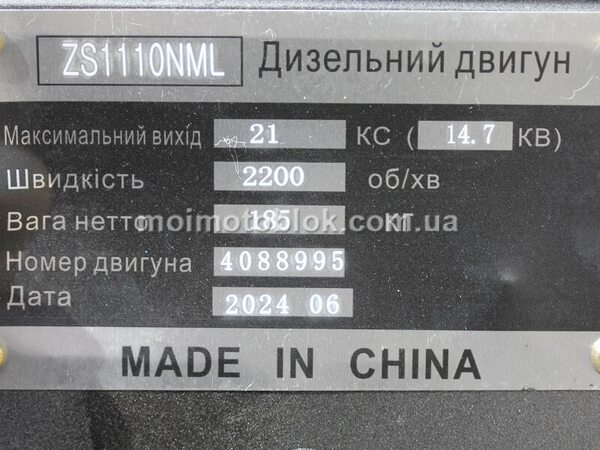 ZS1110NML Дизельний двигун
Максимальний вихід 21 КС ( 14.7 КВ)
Швидкість 2200 об/хв
Вага нетто 185 кг
moimotoblok.com.ua
Номер двигуна 4088995
Дата 2024 06
MADE IN CHINA